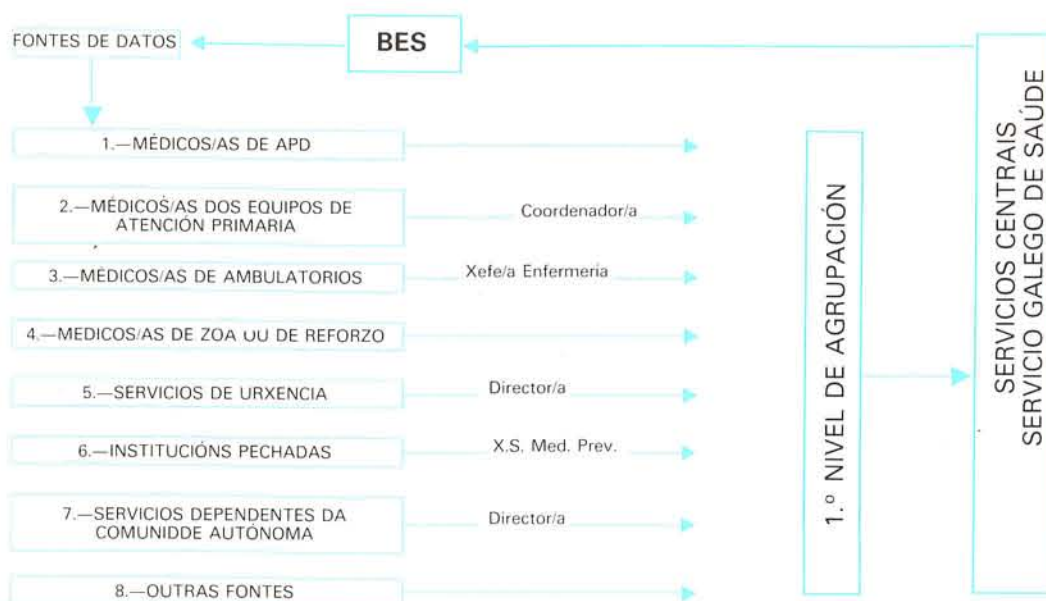 FONTES DE DATOS
BES
1.—MÉDICOS/AS DE APD
2.—MÉDICOS/AS DOS EQUIPOS DE
ATENCIÓN PRIMARIA
Coordenador/a
3.—MÉDICOS/AS DE AMBULATORIOS
Xefe/a Enfermería
4.—MEDICOS/AS DE ZOA UU DE REFORZO
5.—SERVICIOS DE URXENCIA
Director/a
6.—INSTITUCIÓNS PECHADAS
X.S. Med. Prev.
7.—SERVICIOS DEPENDENTES DA
COMUNIDDE AUTÓNOMA
Director/a
8.—OUTRAS FONTES
1.º NIVEL DE AGRUPACIÓN
SERVICIOS CENTRAIS
SERVICIO GALEGO DE SAÚDE